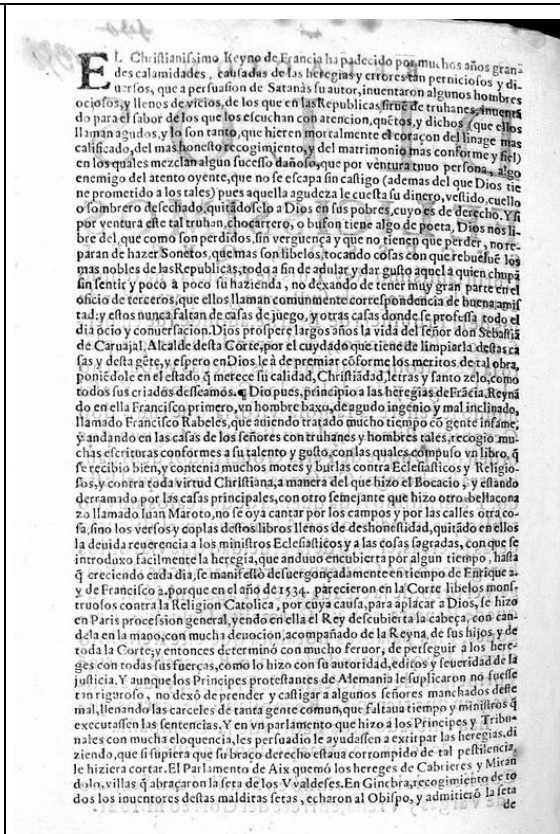 EL Christianissimo Reyno de Francia ha padecido por muchos años gran-
des calamidades, causadas de las heregias y errores tan perniciosos y di-
uersos, que a persuasion de Satanàs su autor, inuentaron algunos hombres
ociosos, y llenos de vicios, de los que en las Republicas sirue de truhanes, inuentã
do para el sabor de los que los escuchan con atencion, quẽtos, y dichos (que ellos
llaman agudos, y lo son tanto, que hieren mortalmente el coraçon del linage mas
calificado, del mas honesto recogimiento, y del matrimonio mas conforme y fiel)
en los quales mezclan algun sucesso dañoso, que por ventura tuuo persona, algo
enemigo del atento oyente, que no se escapa sin castigo (ademas del que Dios tie
ne prometido a los tales) pues aquella agudeza le cuesta su dinero, vestido, cuello
o sombrero desechado, quitãdoselo a Dios en sus pobres, cuyo es de derecho. Y si
por ventura este tal truhan, chocarrero, o bufon tiene algo de poeta, Dios nos li-
bre del, que como son perdidos, sin verguença y que no tienen que perder, no re-
paran de hazer Sonetos, que mas son libelos, tocando cosas con que rebuelue los
mas nobles de las Republicas, todo a fin de adular y dar gusto aquel a quien chupã
sin sentir y poco a poco su hazienda, no dexando de tener muy gran parte en el
oficio de terceros, que ellos llaman comunmente correspondencia de buena amis
tad: y estos nunca faltan de casas de juego, y otras casas donde se professa todo el
dia ocio y conuersacion. Dios prospere largos años la vida del señor don Sebastiã
de Caruajal, Alcalde desta Corte, por el cuydado que tiene de limpiarla destas ca
sas y desta gẽte, y espero en Dios le à de premiar cõforme los meritos de tal obra,
poniẽdole en el estado q̃ merece su calidad, Christiãdad, letras y santo zelo, como
todos sus criados desseamos. ¶ Dio pues, principio a las heregias de Frãcia, Reynã
do en ella Francisco primero, vn hombre baxo, de agudo ingenio y mal inclinado,
llamado Francisco Rabeles, que auiendo tratado mucho tiempo cõ gente infame,
y andando en las casas de los señores con truhanes y hombres tales, recogio mu-
chas escrituras conformes a su talento y gusto, con las quales compuso vn libro, q̃
se recibio bien, y contenia muchos motes y burlas contra Eclesiasticos y Religio-
sos, y contra toda virtud Christiana, a manera del que hizo el Bocacio, y estando
derramado por las casas principales, con otro semejante que hizo otro bellacona
zo llamado Iuan Maroto, no se oya cantar por los campos y por las calles otra co-
sa, sino los versos y coplas destos libros llenos de deshonestidad, quitãdo en ellos
la deuida reuerencia a los ministros Eclesiasticos y a las cosas sagradas, con que se
introduxo facilmente la heregia, que anduuo encubierta por algun tiempo, hasta
q̃ creciendo cada dia, se manifestò desuergonçadamente en tiempo de Enrique 2.
y de Francisco 2. porque en el año de 1534. parecieron en la Corte libelos mons-
truosos contra la Religion Catolica, por cuya causa, para aplacar a Dios, se hizo
en Paris procession general, yendo en ella el Rey descubierta la cabeça, con can-
dela en la mano, con mucha deuocion, acompañado de la Reyna, de sus hijos, y de
toda la Corte, y entonces determinò con mucho feruor, de perseguir a los here-
ges con todas sus fuerças, como lo hizo con su autoridad, editos y seueridad de la
justicia. Y aunque los Principes protestantes de Alemania le suplicaron no fuesse
tan riguroso, no dexò de prender y castigar a algunos señores manchados deste
mal, llenando las carceles de tanta gente comun, que faltaua tiempo y ministros q̃
executassen las sentencias. Y en vn parlamento que hizo à los Principes y Tribu-
nales con mucha eloquencia, les persuadio le ayudassen a extirpar las heregias, di
ziendo, que si supiera que su braço derecho estaua corrompido de tal pestilencia,
le hiziera cortar. El Parlamento de Aix quemò los hereges de Cabrieres y Miran
dolo, villas q̃ abraçaron la seta de los Vvaldeses. En Ginebra, recogimiento de to
dos los inuentores destas malditas setas, echaron al Obispo, y admitierõ la seta
de